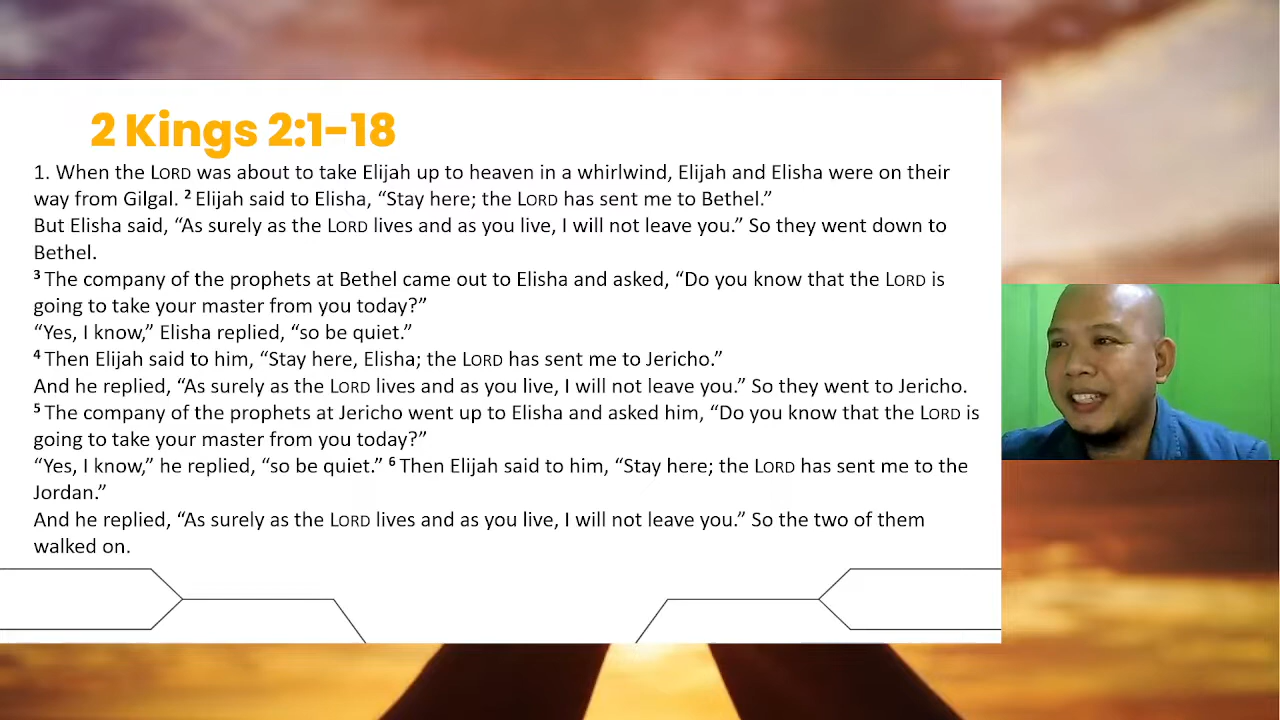 2 Kings 2:1-18
1. When the LORD was about to take Elijah up to heaven in a whirlwind, Elijah and Elisha were on their
way from Gilgal. ² Elijah said to Elisha, “Stay here; the LORD has sent me to Bethel.”
But Elisha said, “As surely as the LORD lives and as you live, I will not leave you.” So they went down to
Bethel.
³ The company of the prophets at Bethel came out to Elisha and asked, “Do you know that the LORD is
going to take your master from you today?”
“Yes, I know,” Elisha replied, “so be quiet.”
⁴ Then Elijah said to him, “Stay here, Elisha; the LORD has sent me to Jericho.”
And he replied, “As surely as the LORD lives and as you live, I will not leave you.” So they went to Jericho.
⁵ The company of the prophets at Jericho went up to Elisha and asked him, “Do you know that the LORD is
going to take your master from you today?”
“Yes, I know,” he replied, “so be quiet.” ⁶ Then Elijah said to him, “Stay here; the LORD has sent me to the
Jordan.”
And he replied, “As surely as the LORD lives and as you live, I will not leave you.” So the two of them
walked on.